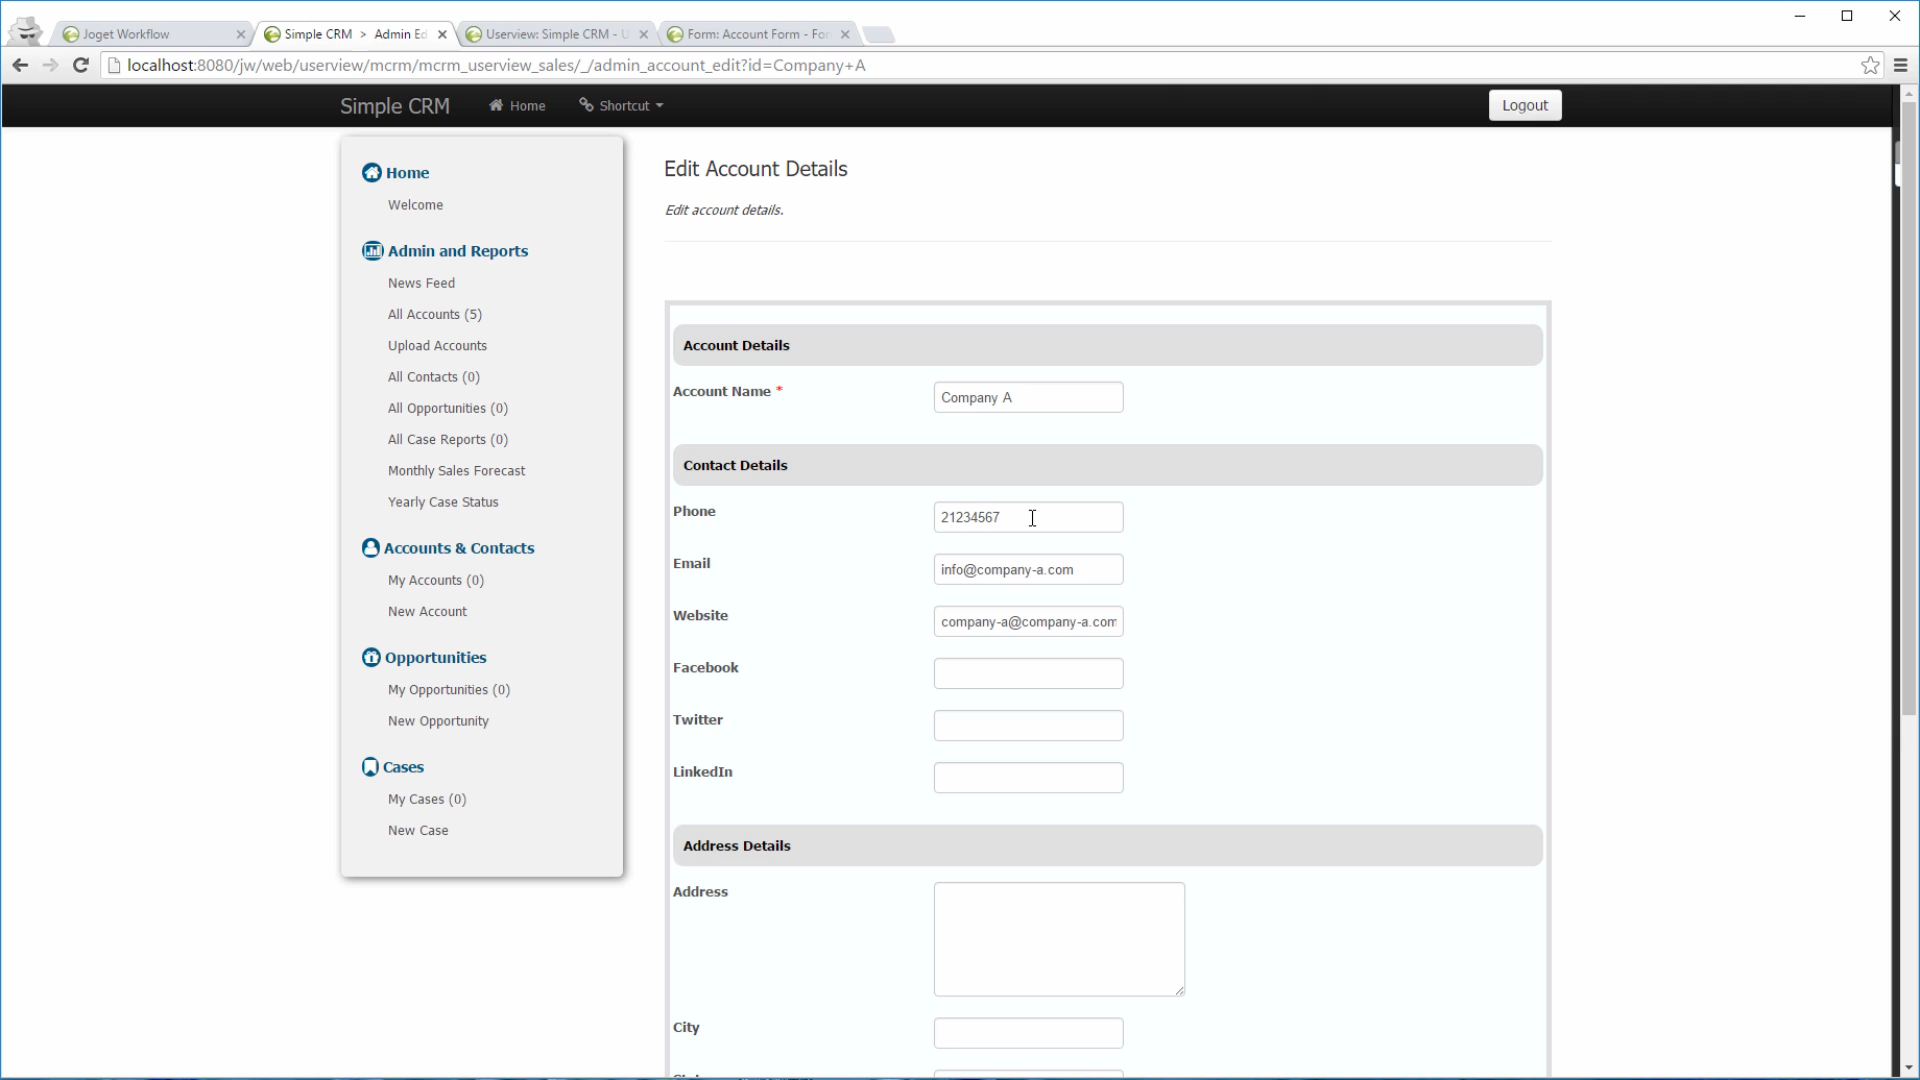 Joget Workflow
Simple CRM > Admin Ed
Userview: Simple CRM - U
Form: Account Form - For
localhost:8080/jw/web/userview/mcrm/mcrm_userview_sales/_/admin_account_edit?id=Company+A
Simple CRM
Home
Shortcut
Logout
Home
Welcome
Admin and Reports
News Feed
All Accounts (5)
Upload Accounts
All Contacts (0)
All Opportunities (0)
All Case Reports (0)
Monthly Sales Forecast
Yearly Case Status
Accounts & Contacts
My Accounts (0)
New Account
Opportunities
My Opportunities (0)
New Opportunity
Cases
My Cases (0)
New Case
Edit Account Details
Edit account details.
Account Details
Account Name * Company A
Contact Details
Phone 21234567
Email info@company-a.com
Website company-a@company-a.com
Facebook
Twitter
LinkedIn
Address Details
Address
City